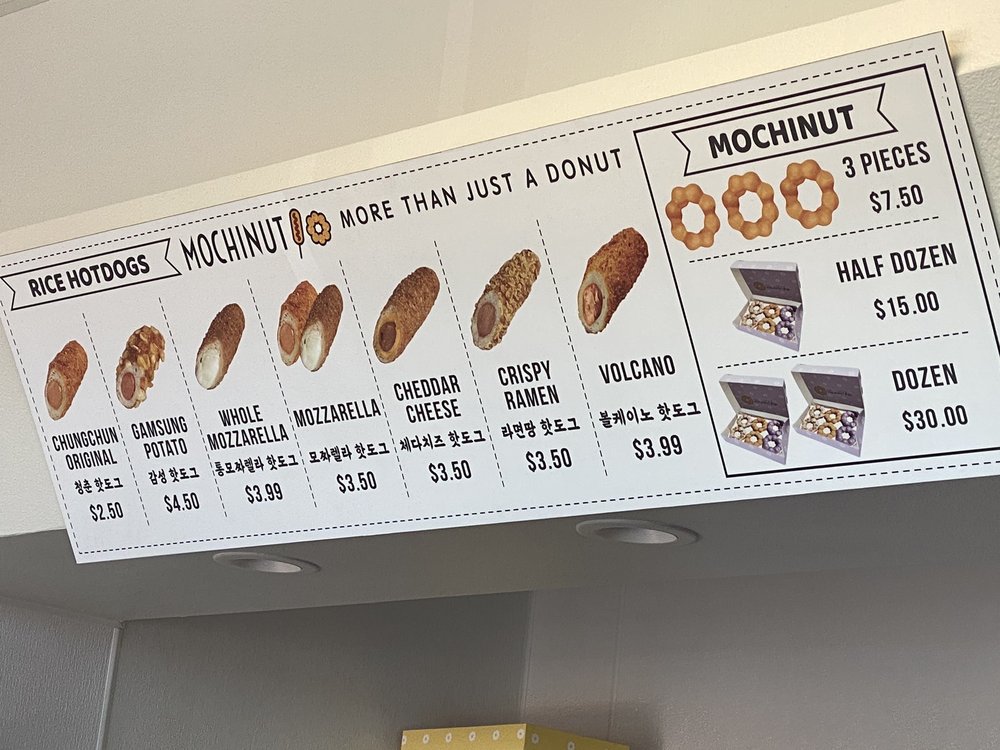 RICE HOTDOGS
MOCHINUT
MORE THAN JUST A DONUT
CHUNGCHUN
ORIGINAL
청춘 핫도그
$2.50
GAMSUNG
POTATO
감성 핫도그
$4.50
WHOLE
MOZZARELLA
통모짜렐라 핫도그
$3.99
MOZZARELLA
모짜렐라 핫도그
$3.50
CHEDDAR
CHEESE
체다치즈 핫도그
$3.50
CRISPY
RAMEN
라면땅 핫도그
$3.50
VOLCANO
볼케이노 핫도그
$3.99
MOCHINUT
3 PIECES
$7.50
HALF DOZEN
$15.00
DOZEN
$30.00